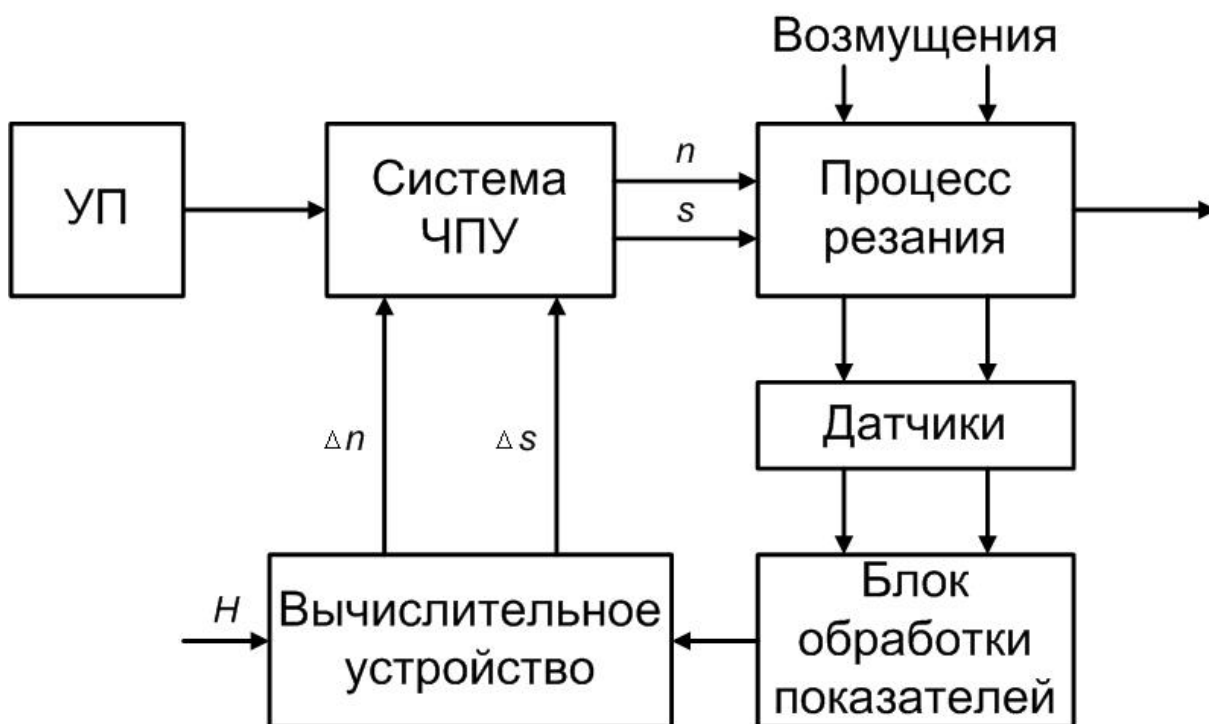 Возмущения
УП
Система
ЧПУ
n
s
Процесс
резания
Датчики
Δn
Δs
H
Вычислительное
устройство
Блок
обработки
показателей